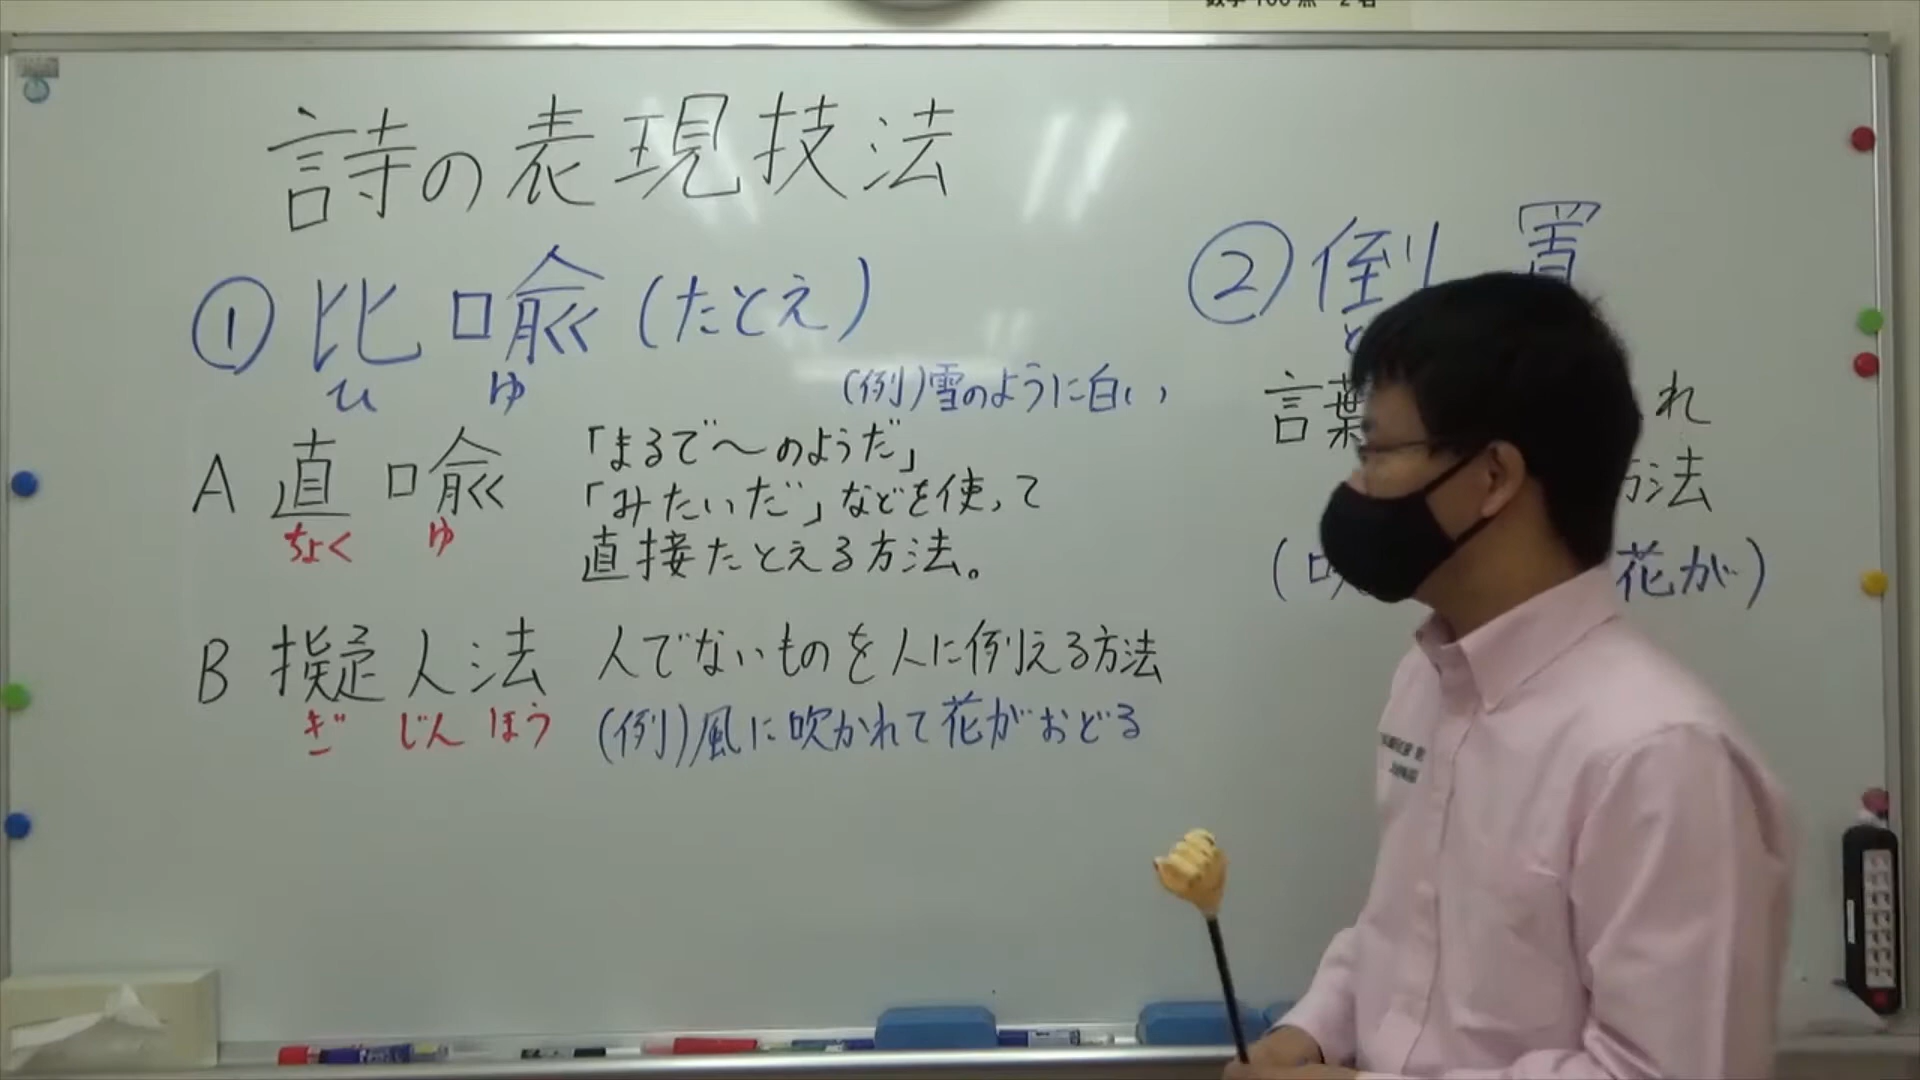 詩の表現技法
①比喩(たとえ)
ひ ゆ
(例)雪のように白い
A 直喩
ちょく ゆ
「まるで〜のようだ」
「みたいだ」などを使って
直接たとえる方法。
B 擬人法
ぎ じん ほう
人でないものを人に例える方法
(例)風に吹かれて花がおどる
②倒置
言葉 れ
方法
(吹 花が)